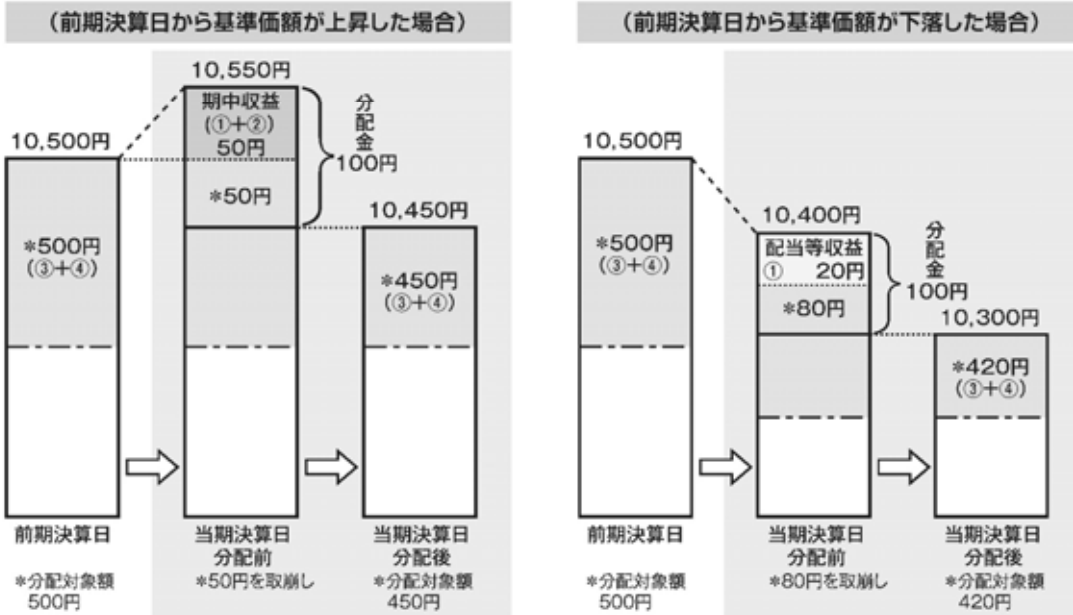 (前期決算日から基準価額が上昇した場合)
10,550円
期中収益
(①+②)
50円
*50円
分配金
100円
10,500円
*500円
(③+④)
10,450円
*450円
(③+④)
前期決算日
*分配対象額
500円
当期決算日
分配前
*50円を取崩し
当期決算日
分配後
*分配対象額
450円
(前期決算日から基準価額が下落した場合)
10,500円
*500円
(③+④)
10,400円
配当等収益
① 20円
*80円
分配金
100円
10,300円
*420円
(③+④)
前期決算日
*分配対象額
500円
当期決算日
分配前
*80円を取崩し
当期決算日
分配後
*分配対象額
420円